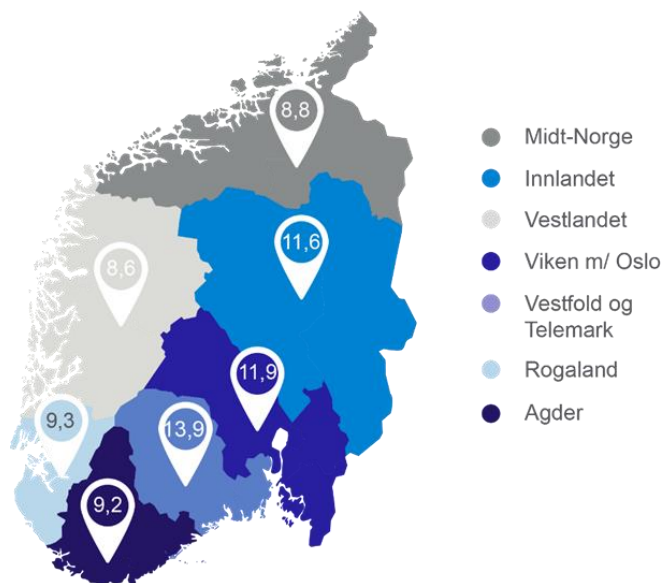 8,8
11,6
8,6
11,9
9,3
13,9
9,2
Midt-Norge
Innlandet
Vestlandet
Viken m/ Oslo
Vestfold og
Telemark
Rogaland
Agder